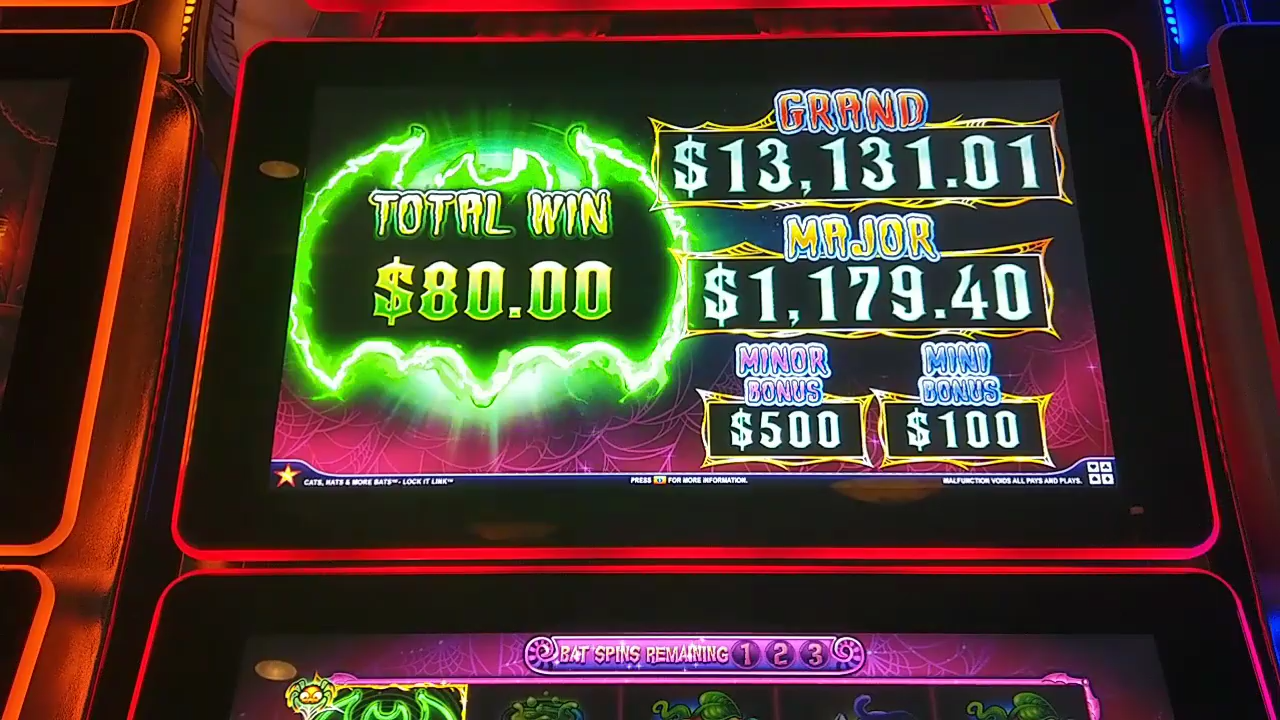 GRAND
$13,131.01
TOTAL WIN
$80.00
MAJOR
$1,179.40
MINOR BONUS
$500
MINI BONUS
$100
CATS, HATS & MORE BATS™ - LOCK IT LINK™
PRESS FOR MORE INFORMATION.
MALFUNCTION VOIDS ALL PAYS AND PLAYS.
BAT SPINS REMAINING 1 2 3